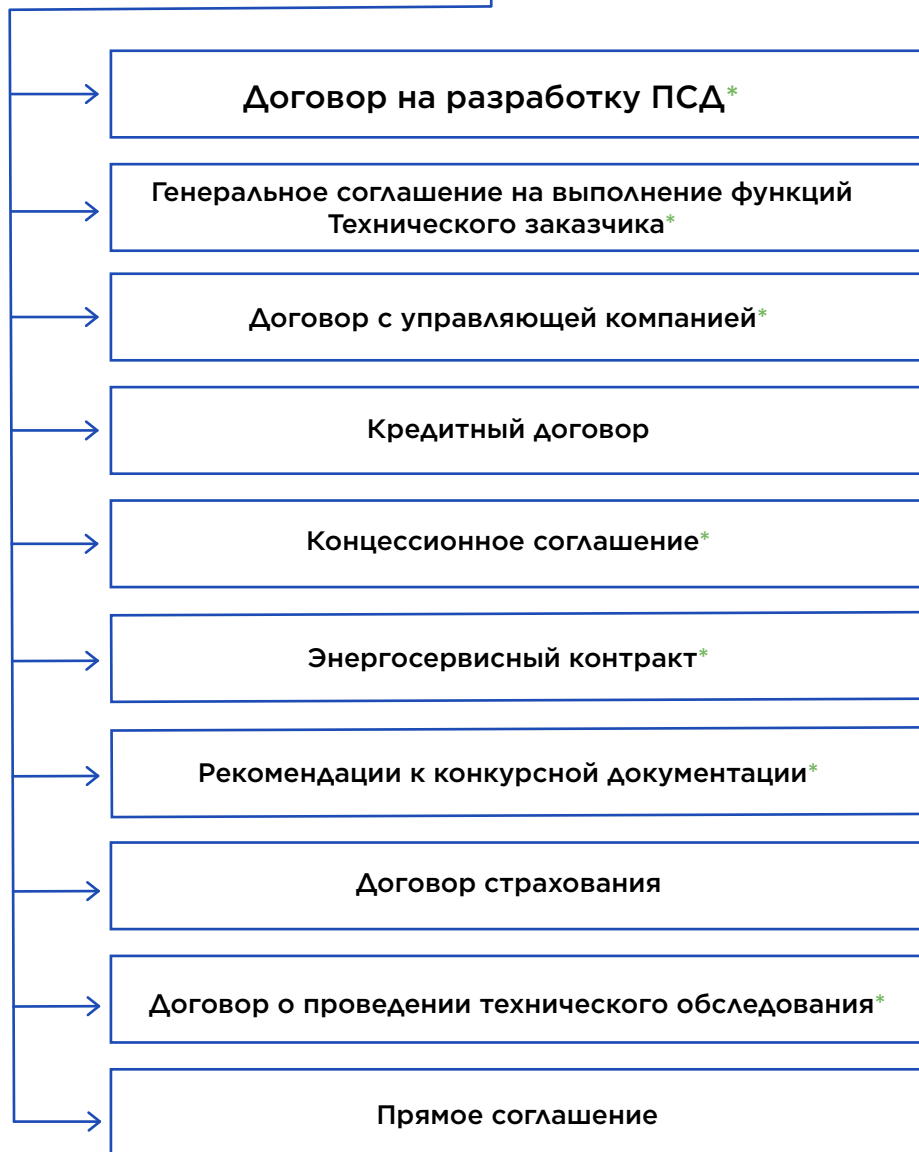 Договор на разработку ПСД*
Генеральное соглашение на выполнение функций
Технического заказчика*
Договор с управляющей компанией*
Кредитный договор
Концессионное соглашение*
Энергосервисный контракт*
Рекомендации к конкурсной документации*
Договор страхования
Договор о проведении технического обследования*
Прямое соглашение